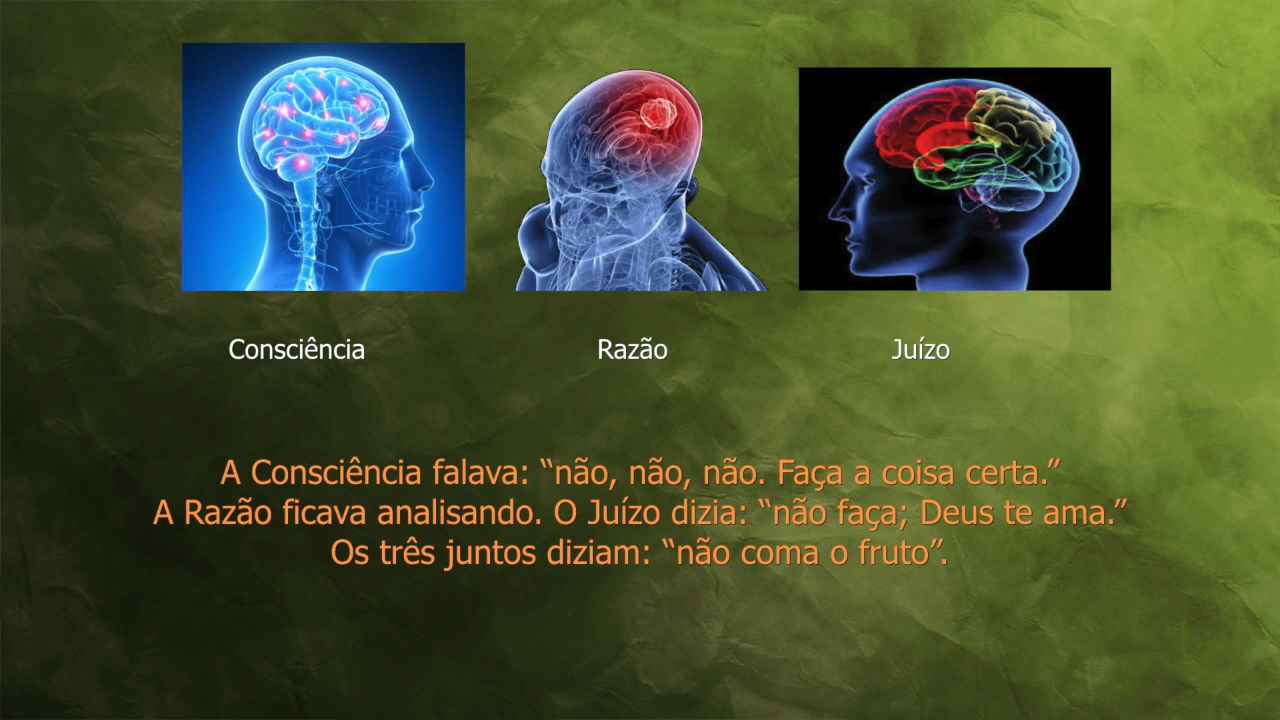 Consciência
Razão
Juízo
A Consciência falava: “não, não, não. Faça a coisa certa.”
A Razão ficava analisando. O Juízo dizia: “não faça; Deus te ama.”
Os três juntos diziam: “não coma o fruto”.